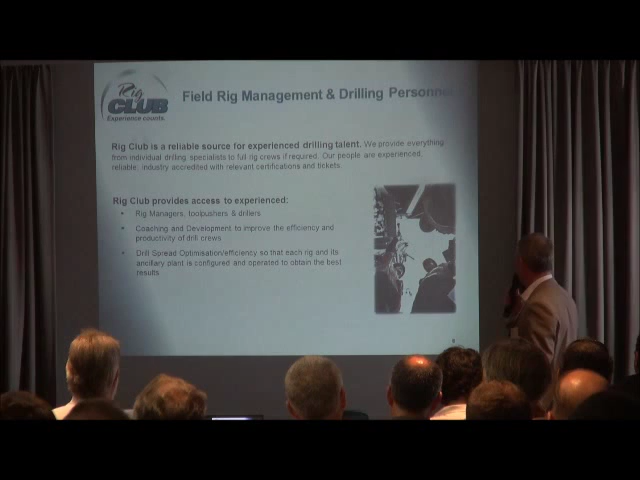 Rig
CLUB
Experience counts.
Field Rig Management & Drilling Personnel
Rig Club is a reliable source for experienced drilling talent. We provide everything
from individual drilling specialists to full rig crews if required. Our people are experienced,
reliable, industry accredited with relevant certifications and tickets.
Rig Club provides access to experienced:
• Rig Managers, toolpushers & drillers
• Coaching and Development to improve the efficiency and
productivity of drill crews
• Drill Spread Optimisation/efficiency so that each rig and its
ancillary plant is configured and operated to obtain the best
results